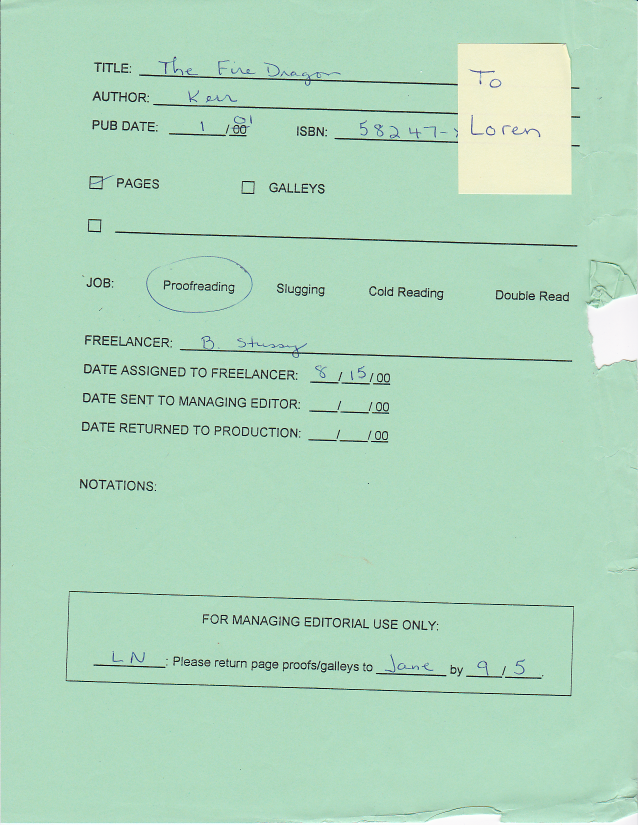 TITLE: The Fire Dragon
AUTHOR: Kerr
PUB DATE: 1 /00 01 ISBN: 58247-
To
Loren
PAGES GALLEYS
JOB: Proofreading Slugging Cold Reading Double Read
FREELANCER: B. Stussy
DATE ASSIGNED TO FREELANCER: 8 / 15 / 00
DATE SENT TO MANAGING EDITOR: / / 00
DATE RETURNED TO PRODUCTION: / / 00
NOTATIONS:
FOR MANAGING EDITORIAL USE ONLY:
LN : Please return page proofs/galleys to Jane by 9 / 5 .